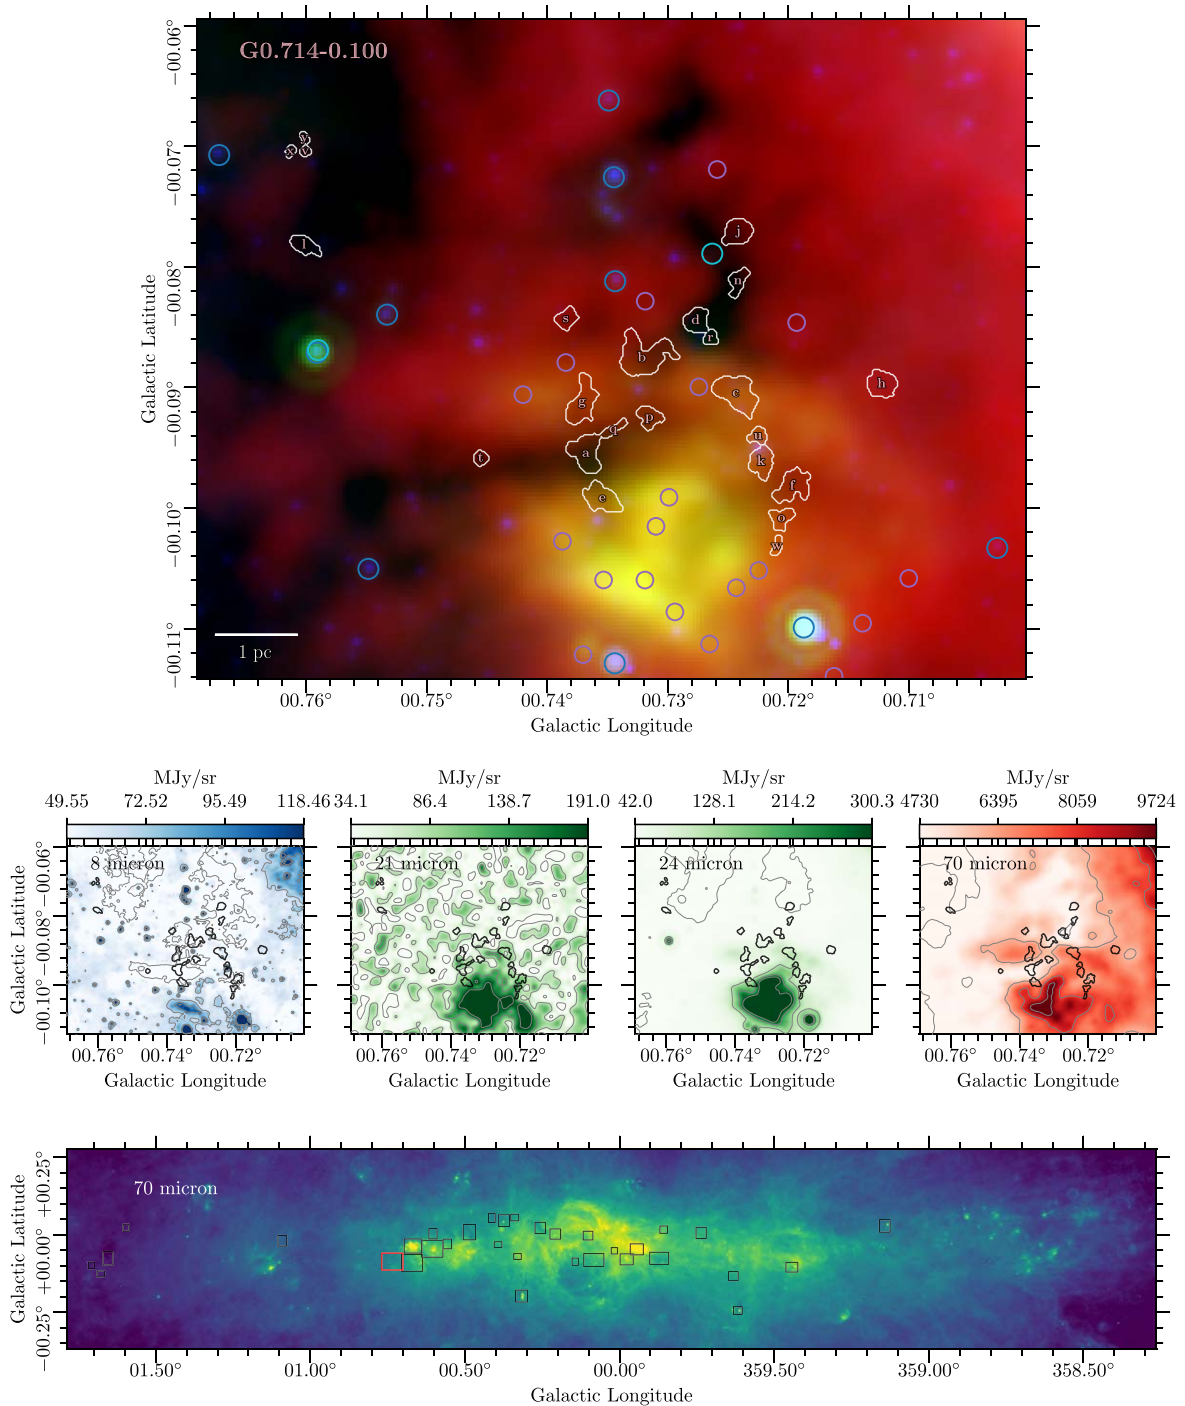 G0.714-0.100
−00.06°
−00.07°
−00.08°
−00.09°
−00.10°
−00.11°
Galactic Latitude
y
x v
l
j
n
s
d
r
b
h
c
g
p
q
u
a
k
t
f
e
o
w
1 pc
00.76° 00.75° 00.74° 00.73° 00.72° 00.71°
Galactic Longitude
MJy/sr MJy/sr MJy/sr MJy/sr
49.55 72.52 95.49 118.46 34.1 86.4 138.7 191.0 42.0 128.1 214.2 300.3 4730 6395 8059 9724
8 micron 21 micron 24 micron 70 micron
−00.06°
−00.08°
−00.10°
Galactic Latitude
00.76° 00.74° 00.72° 00.76° 00.74° 00.72° 00.76° 00.74° 00.72° 00.76° 00.74° 00.72°
Galactic Longitude Galactic Longitude Galactic Longitude Galactic Longitude
70 micron
+00.25°
+00.00°
−00.25°
Galactic Latitude
01.50° 01.00° 00.50° 00.00° 359.50° 359.00° 358.50°
Galactic Longitude